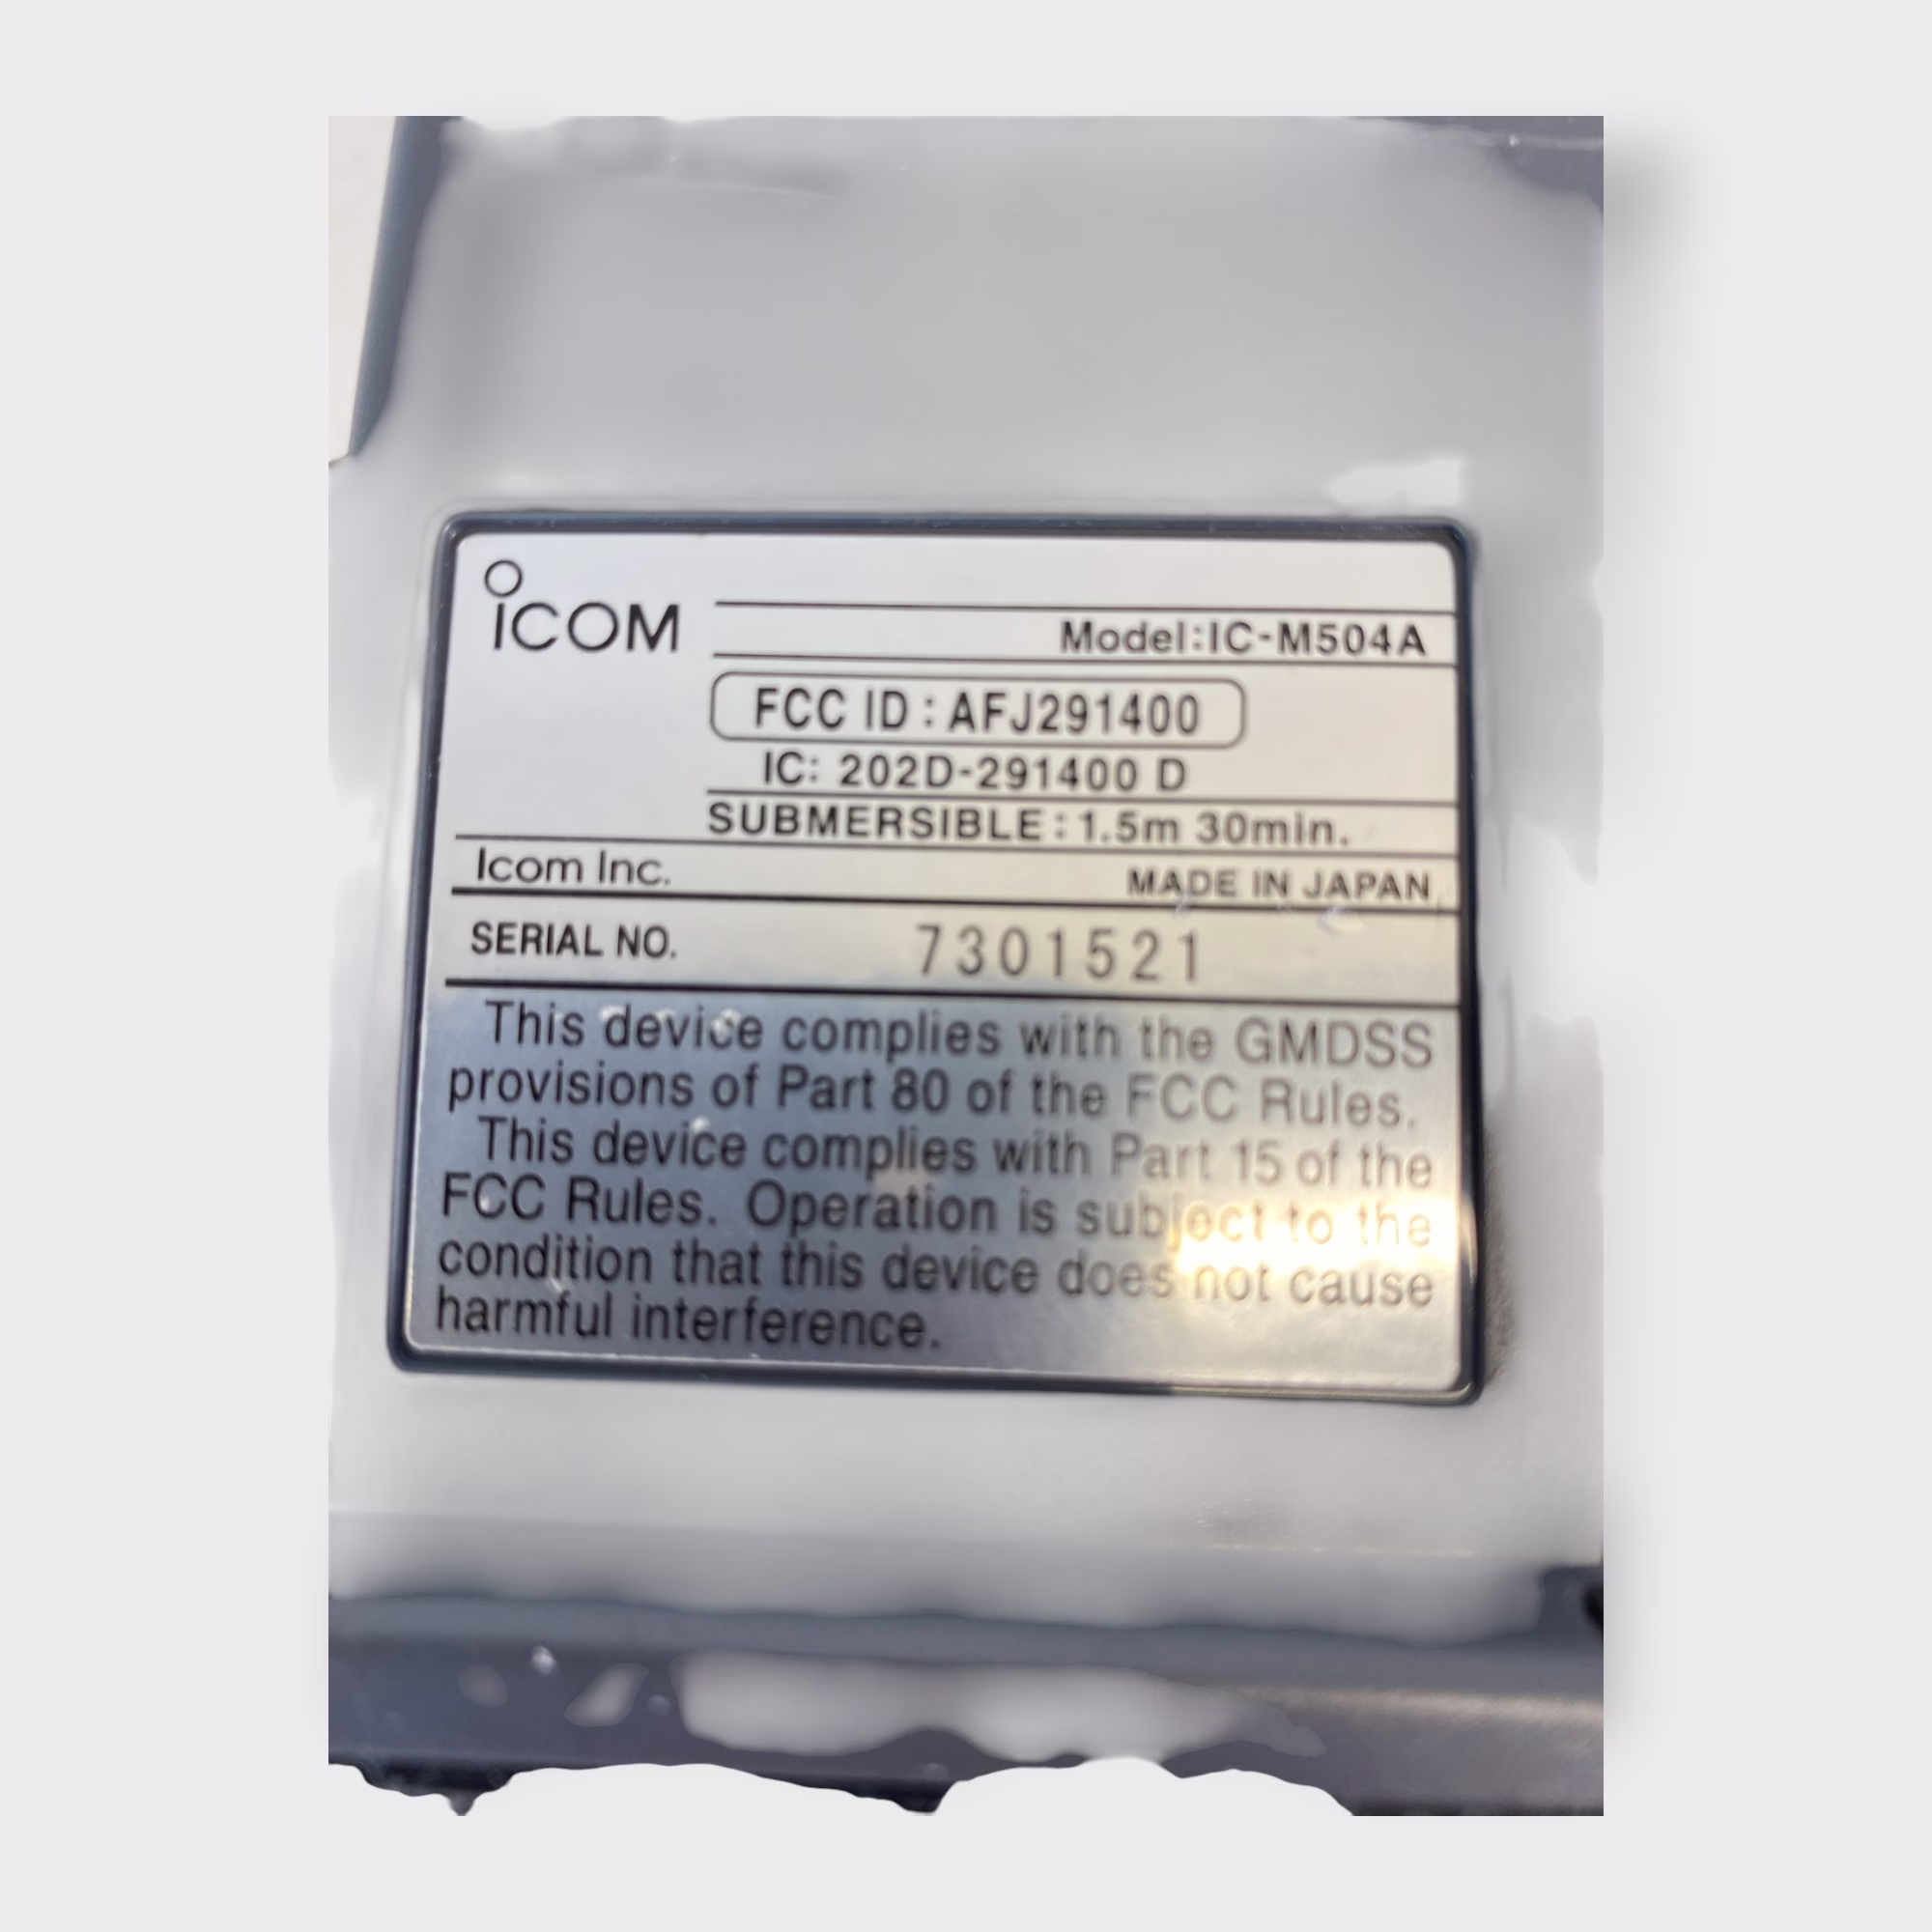 ICOM
Model:IC-M504A
FCC ID : AFJ291400
IC: 202D-291400 D
SUBMERSIBLE : 1.5m 30min.
Icom Inc. MADE IN JAPAN
SERIAL NO. 7301521
This device complies with the GMDSS
provisions of Part 80 of the FCC Rules.
This device complies with Part 15 of the
FCC Rules. Operation is subject to the
condition that this device does not cause
harmful interference.